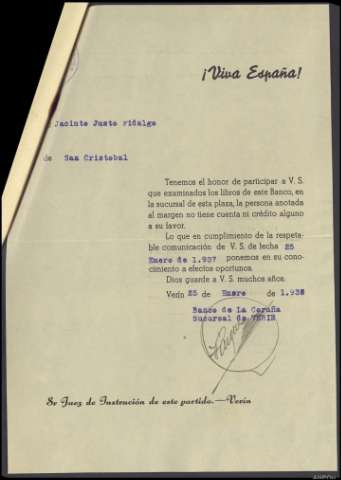 ¡Viva España!
Jacinto Justo Fidalgo
de San Cristobal
Tenemos el honor de participar a V. S.
que examinados los libros de este Banco, en
la sucursal de esta plaza, la persona anotada
al margen no tiene cuenta ni crédito alguno
a su favor.
Lo que en cumplimiento de la respeta-
ble comunicación de V. S. de fecha 25
Enero de 1.937 ponemos en su cono-
cimiento a efectos oportunos.
Dios guarde a V. S. muchos años.
Verín 25 de Enero de 1.938
Banco de La Coruña
Sucursal de VERIN
Sr Juez de Instrución de este partido.—Verín